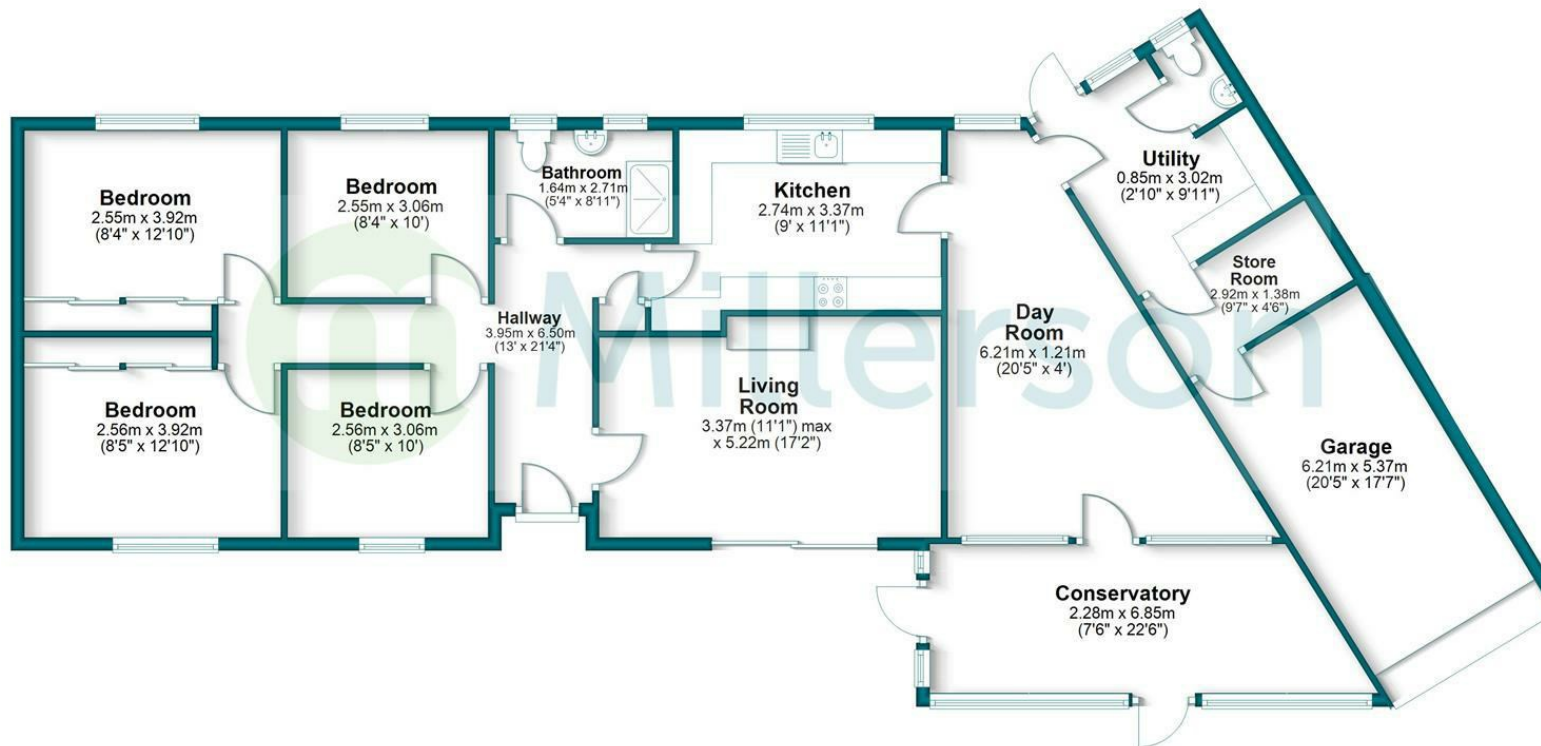 Bedroom
2.55m x 3.92m
(8'4" x 12'10")
Bedroom
2.55m x 3.06m
(8'4" x 10')
Bathroom
1.64m x 2.71m
(5'4" x 8'11")
Kitchen
2.74m x 3.37m
(9' x 11'1")
Utility
0.85m x 3.02m
(2'10" x 9'11")
Store
Room
2.92m x 1.38m
(9'7" x 4'6")
Hallway
3.95m x 6.50m
(13' x 21'4")
Day
Room
6.21m x 1.21m
(20'5" x 4')
m Millerson
Living
Room
3.37m (11'1") max
x 5.22m (17'2")
Bedroom
2.56m x 3.92m
(8'5" x 12'10")
Bedroom
2.56m x 3.06m
(8'5" x 10')
Garage
6.21m x 5.37m
(20'5" x 17'7")
Conservatory
2.28m x 6.85m
(7'6" x 22'6")